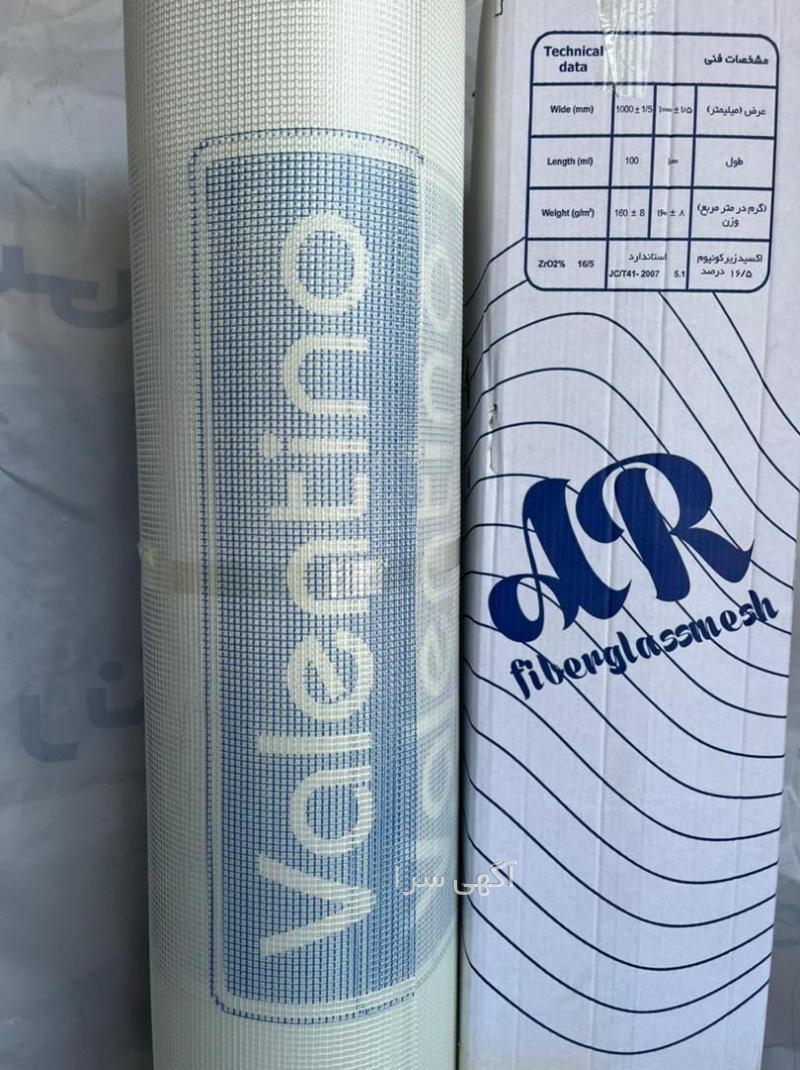 Valentino
Technical data مشخصات فنی
Wide (mm) 1000 ± 1/5 ۱۰۰۰ ± ۱/۵ عرض (میلیمتر)
Length (ml) 100 ۱۰۰ طول
Weight (g/m²) 160 ± 8 ۱۶۰ ± ۸ (گرم در متر مربع) وزن
ZrO2% 16/5 استاندارد JC/T41- 2007 5.1 اکسیدزیرکونیوم ۱۶/۵ درصد
AR
fiberglassmesh
آگهی سرا